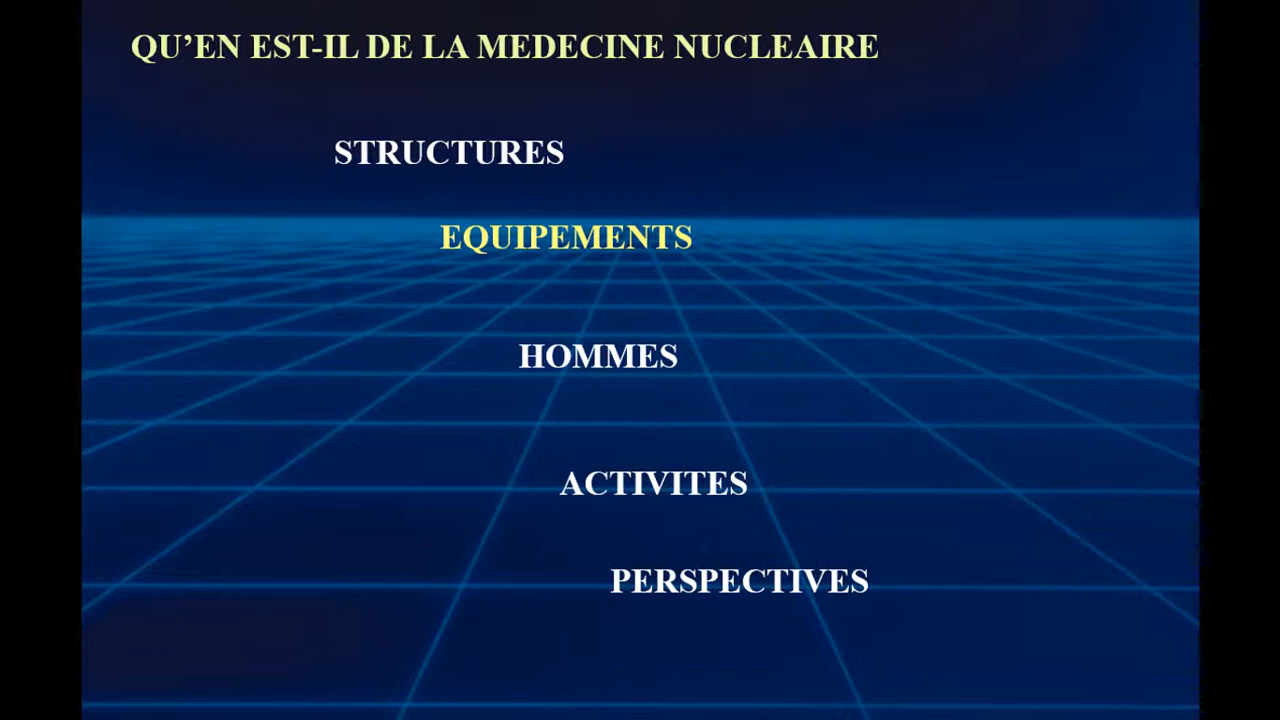 QU’EN EST-IL DE LA MEDECINE NUCLEAIRE
STRUCTURES
EQUIPEMENTS
HOMMES
ACTIVITES
PERSPECTIVES